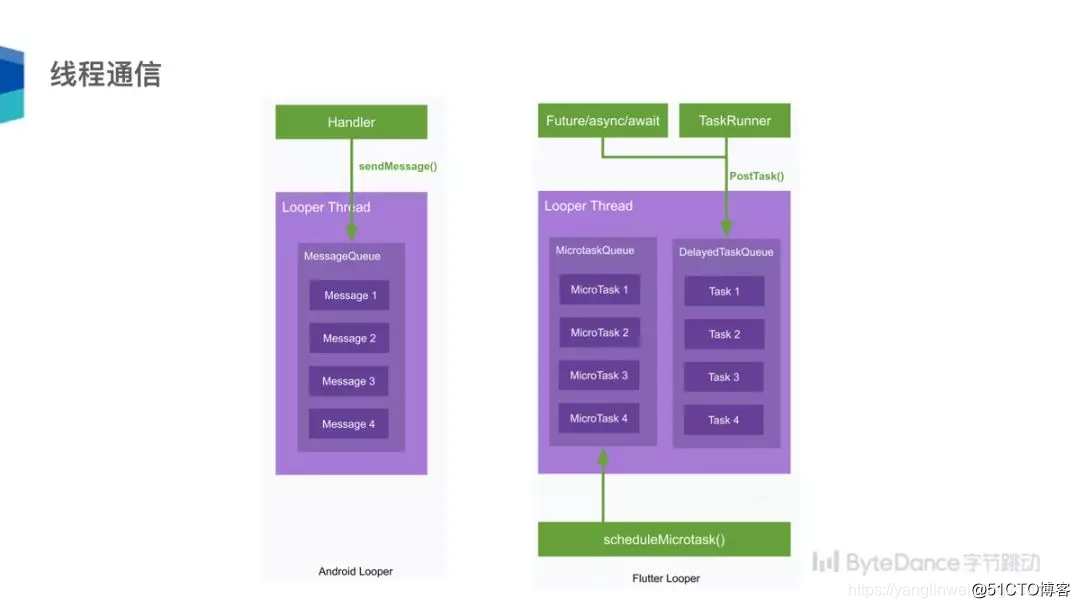 线程通信
Handler
sendMessage()
Looper Thread
MessageQueue
Message 1
Message 2
Message 3
Message 4
Android Looper
Future/async/await
TaskRunner
PostTask()
Looper Thread
MicrotaskQueue
MicroTask 1
MicroTask 2
MicroTask 3
MicroTask 4
DelayedTaskQueue
Task 1
Task 2
Task 3
Task 4
scheduleMicrotask()
Flutter Looper
ByteDance字节跳动
https://yanglinwei
@51CTO博客